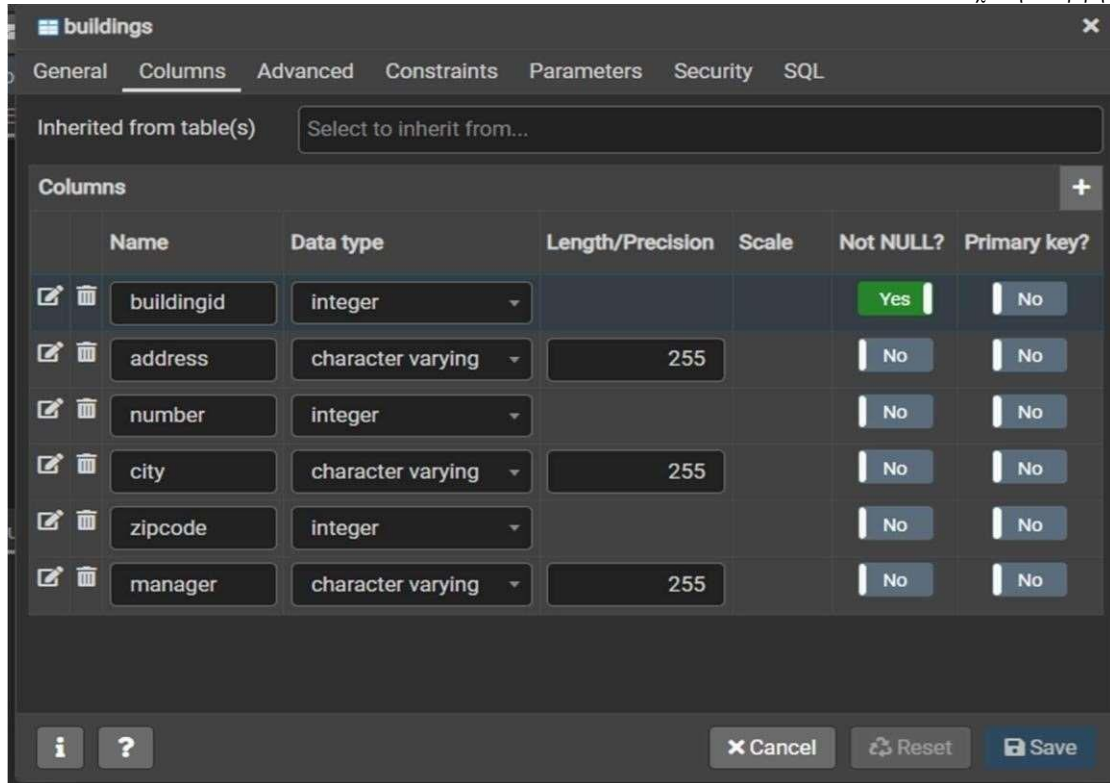 buildings
General Columns Advanced Constraints Parameters Security SQL
Inherited from table(s) Select to inherit from...
Columns
Name Data type Length/Precision Scale Not NULL? Primary key?
buildingid integer Yes No
address character varying 255 No No
number integer No No
city character varying 255 No No
zipcode integer No No
manager character varying 255 No No
i ? Cancel Reset Save